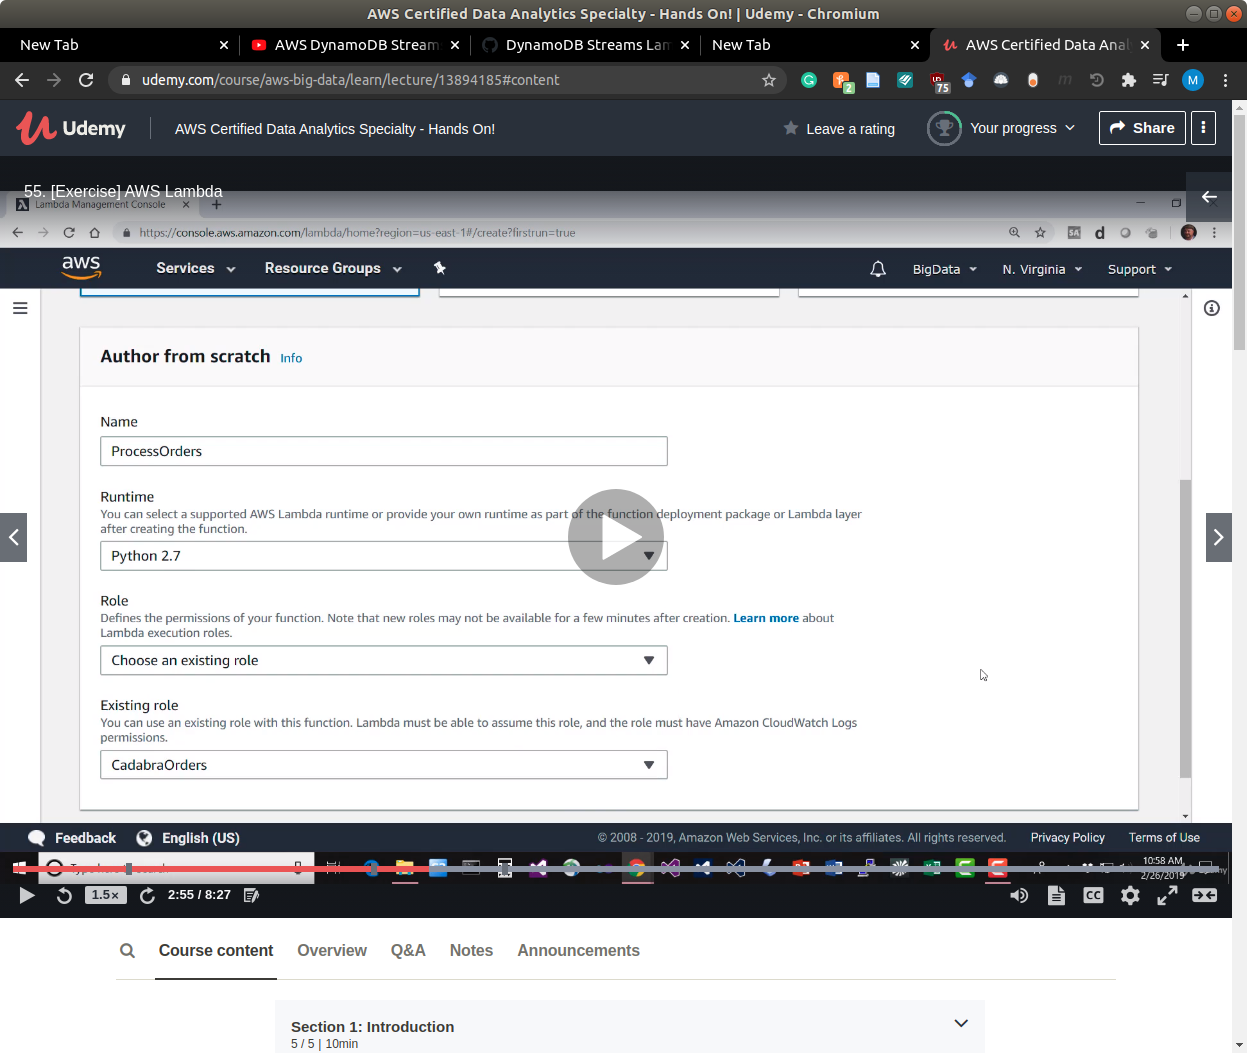 AWS Certified Data Analytics Specialty - Hands On! | Udemy - Chromium
New Tab
AWS DynamoDB Stream
DynamoDB Streams Lam
New Tab
AWS Certified Data Anal
udemy.com/course/aws-big-data/learn/lecture/13894185#content
2
75
M
Udemy
AWS Certified Data Analytics Specialty - Hands On!
Leave a rating
Your progress
Share
55. [Exercise] AWS Lambda
Lambda Management Console
https://console.aws.amazon.com/lambda/home?region=us-east-1#/create?firstrun=true
aws
Services
Resource Groups
BigData
N. Virginia
Support
Author from scratch Info
Name
ProcessOrders
Runtime
You can select a supported AWS Lambda runtime or provide your own runtime as part of the function deployment package or Lambda layer
after creating the function.
Python 2.7
Role
Defines the permissions of your function. Note that new roles may not be available for a few minutes after creation. Learn more about
Lambda execution roles.
Choose an existing role
Existing role
You can use an existing role with this function. Lambda must be able to assume this role, and the role must have Amazon CloudWatch Logs
permissions.
CadabraOrders
Feedback
English (US)
© 2008 - 2019, Amazon Web Services, Inc. or its affiliates. All rights reserved.
Privacy Policy
Terms of Use
10:58 AM
2/26/2019
1.5×
2:55 / 8:27
CC
Course content
Overview
Q&A
Notes
Announcements
Section 1: Introduction
5 / 5 | 10min